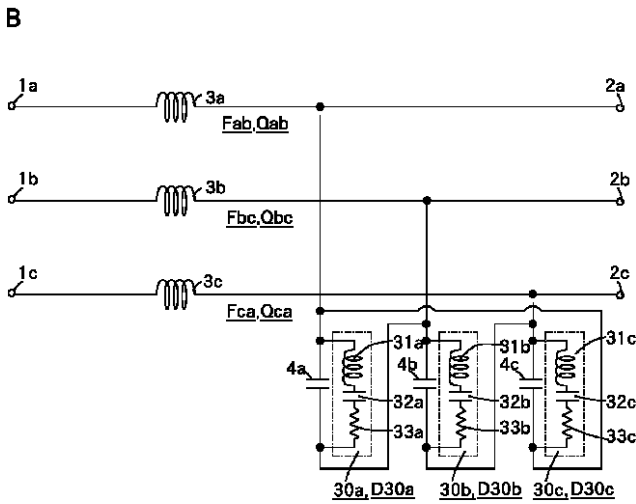 B
1a 3a 2a
Fab,Qab
1b 3b 2b
Fbc,Qbc
1c 3c 2c
Fca,Qca
31a 31b 31c
4a 4b 4c
32a 32b 32c
33a 33b 33c
30a,D30a 30b,D30b 30c,D30c